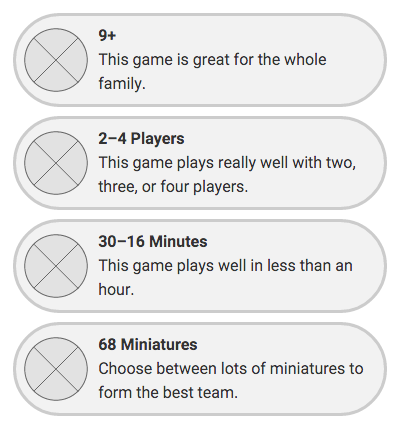 9+
This game is great for the whole
family.
2–4 Players
This game plays really well with two,
three, or four players.
30–16 Minutes
This game plays well in less than an
hour.
68 Miniatures
Choose between lots of miniatures to
form the best team.